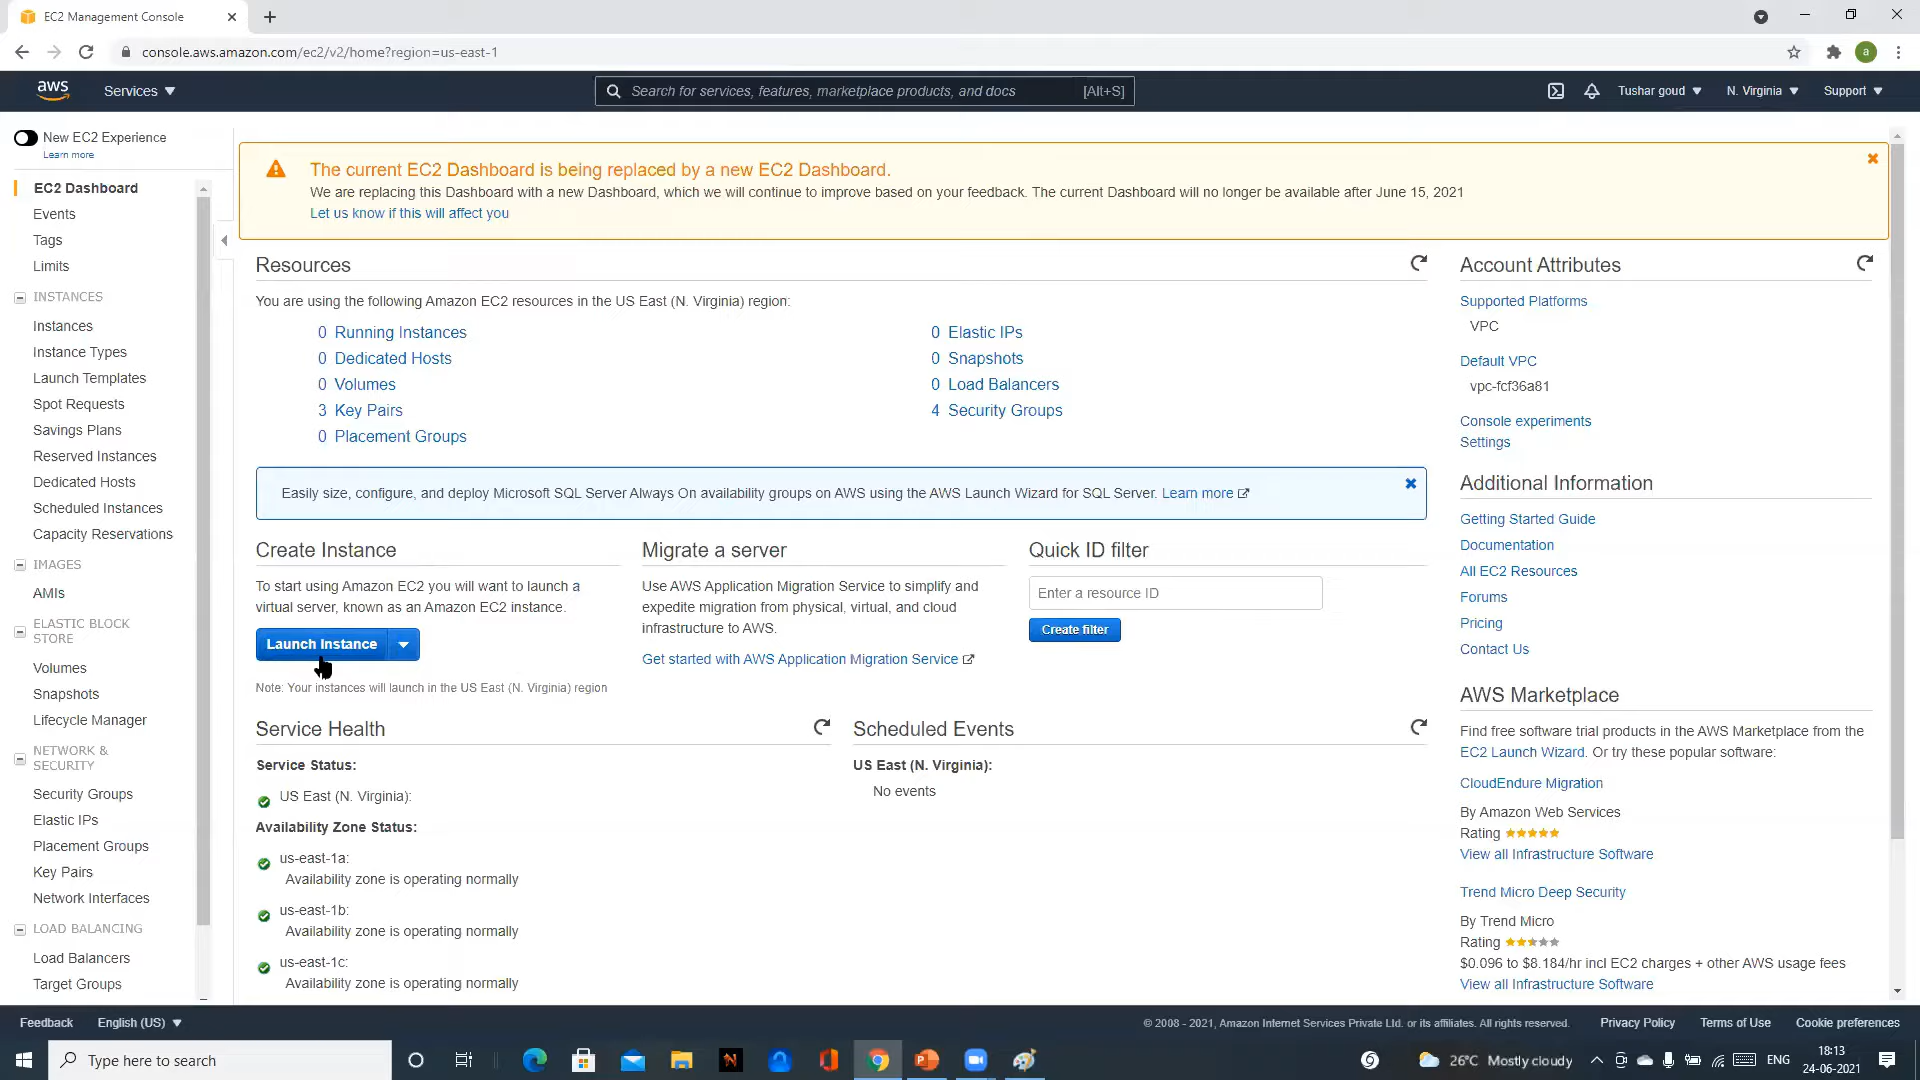 EC2 Management Console
console.aws.amazon.com/ec2/v2/home?region=us-east-1
aws
Services
Search for services, features, marketplace products, and docs [Alt+S]
Tushar goud
N. Virginia
Support
New EC2 Experience
Learn more
EC2 Dashboard
Events
Tags
Limits
INSTANCES
Instances
Instance Types
Launch Templates
Spot Requests
Savings Plans
Reserved Instances
Dedicated Hosts
Scheduled Instances
Capacity Reservations
IMAGES
AMIs
ELASTIC BLOCK
STORE
Volumes
Snapshots
Lifecycle Manager
NETWORK &
SECURITY
Security Groups
Elastic IPs
Placement Groups
Key Pairs
Network Interfaces
LOAD BALANCING
Load Balancers
Target Groups
The current EC2 Dashboard is being replaced by a new EC2 Dashboard.
We are replacing this Dashboard with a new Dashboard, which we will continue to improve based on your feedback. The current Dashboard will no longer be available after June 15, 2021
Let us know if this will affect you
Resources
You are using the following Amazon EC2 resources in the US East (N. Virginia) region:
0 Running Instances
0 Dedicated Hosts
0 Volumes
3 Key Pairs
0 Placement Groups
0 Elastic IPs
0 Snapshots
0 Load Balancers
4 Security Groups
Easily size, configure, and deploy Microsoft SQL Server Always On availability groups on AWS using the AWS Launch Wizard for SQL Server. Learn more
Create Instance
To start using Amazon EC2 you will want to launch a
virtual server, known as an Amazon EC2 instance.
Launch Instance
Note: Your instances will launch in the US East (N. Virginia) region
Migrate a server
Use AWS Application Migration Service to simplify and
expedite migration from physical, virtual, and cloud
infrastructure to AWS.
Get started with AWS Application Migration Service
Quick ID filter
Enter a resource ID
Create filter
Service Health
Service Status:
US East (N. Virginia):
Availability Zone Status:
us-east-1a:
Availability zone is operating normally
us-east-1b:
Availability zone is operating normally
us-east-1c:
Availability zone is operating normally
Scheduled Events
US East (N. Virginia):
No events
Account Attributes
Supported Platforms
VPC
Default VPC
vpc-fcf36a81
Console experiments
Settings
Additional Information
Getting Started Guide
Documentation
All EC2 Resources
Forums
Pricing
Contact Us
AWS Marketplace
Find free software trial products in the AWS Marketplace from the
EC2 Launch Wizard. Or try these popular software:
CloudEndure Migration
By Amazon Web Services
Rating
View all Infrastructure Software
Trend Micro Deep Security
By Trend Micro
Rating
$0.096 to $8.184/hr incl EC2 charges + other AWS usage fees
View all Infrastructure Software
Feedback
English (US)
© 2008 - 2021, Amazon Internet Services Private Ltd. or its affiliates. All rights reserved.
Privacy Policy
Terms of Use
Cookie preferences
Type here to search
26°C Mostly cloudy
ENG
18:13
24-06-2021